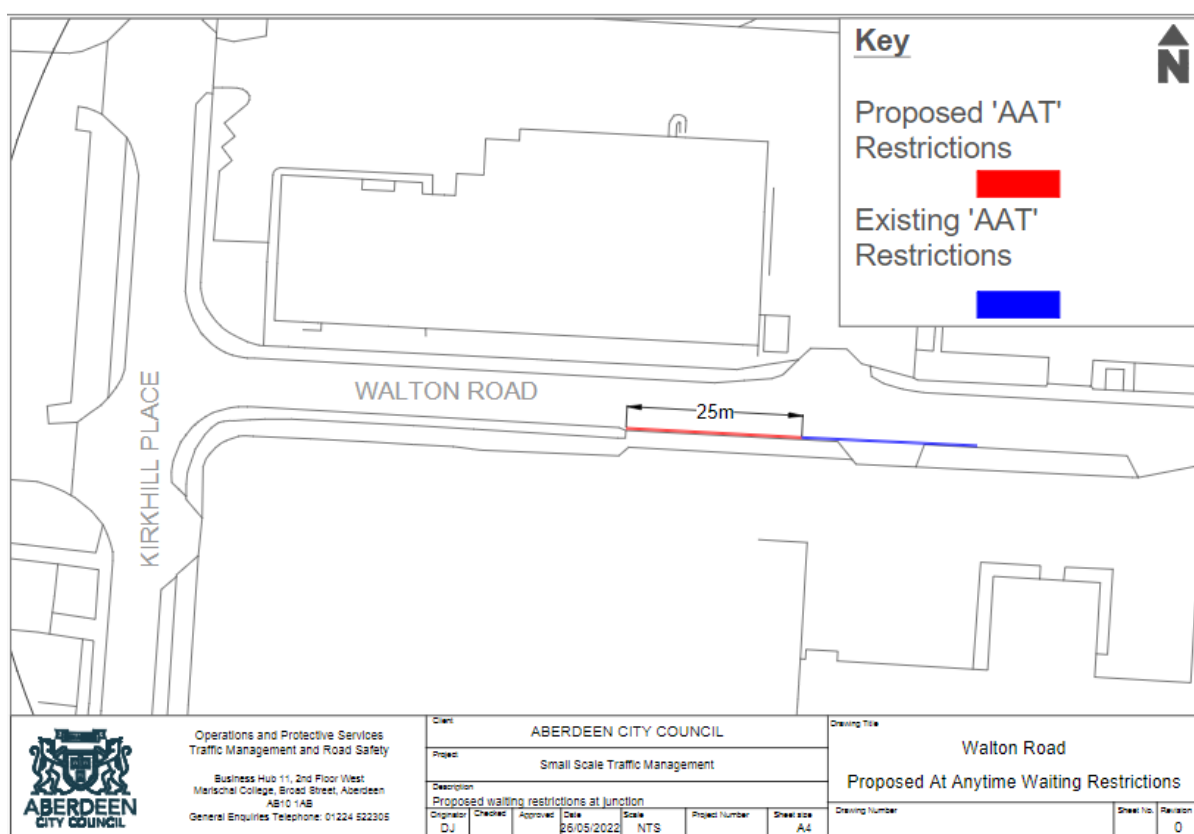 Key
N
Proposed 'AAT'
Restrictions
Existing 'AAT'
Restrictions
WALTON ROAD
25m
KIRKHILL PLACE
ABERDEEN
CITY COUNCIL
Operations and Protective Services
Traffic Management and Road Safety
Business Hub 11, 2nd Floor West
Marischal College, Broad Street, Aberdeen
AB10 1AB
General Enquiries Telephone: 01224 522305
Client
ABERDEEN CITY COUNCIL
Project
Small Scale Traffic Management
Description
Proposed waiting restrictions at junction
Originator Checked Approved Date Scale Project Number Sheet size
DJ 26/05/2022 NTS A4
Drawing Title
Walton Road
Proposed At Anytime Waiting Restrictions
Drawing Number Sheet No. Revision
0